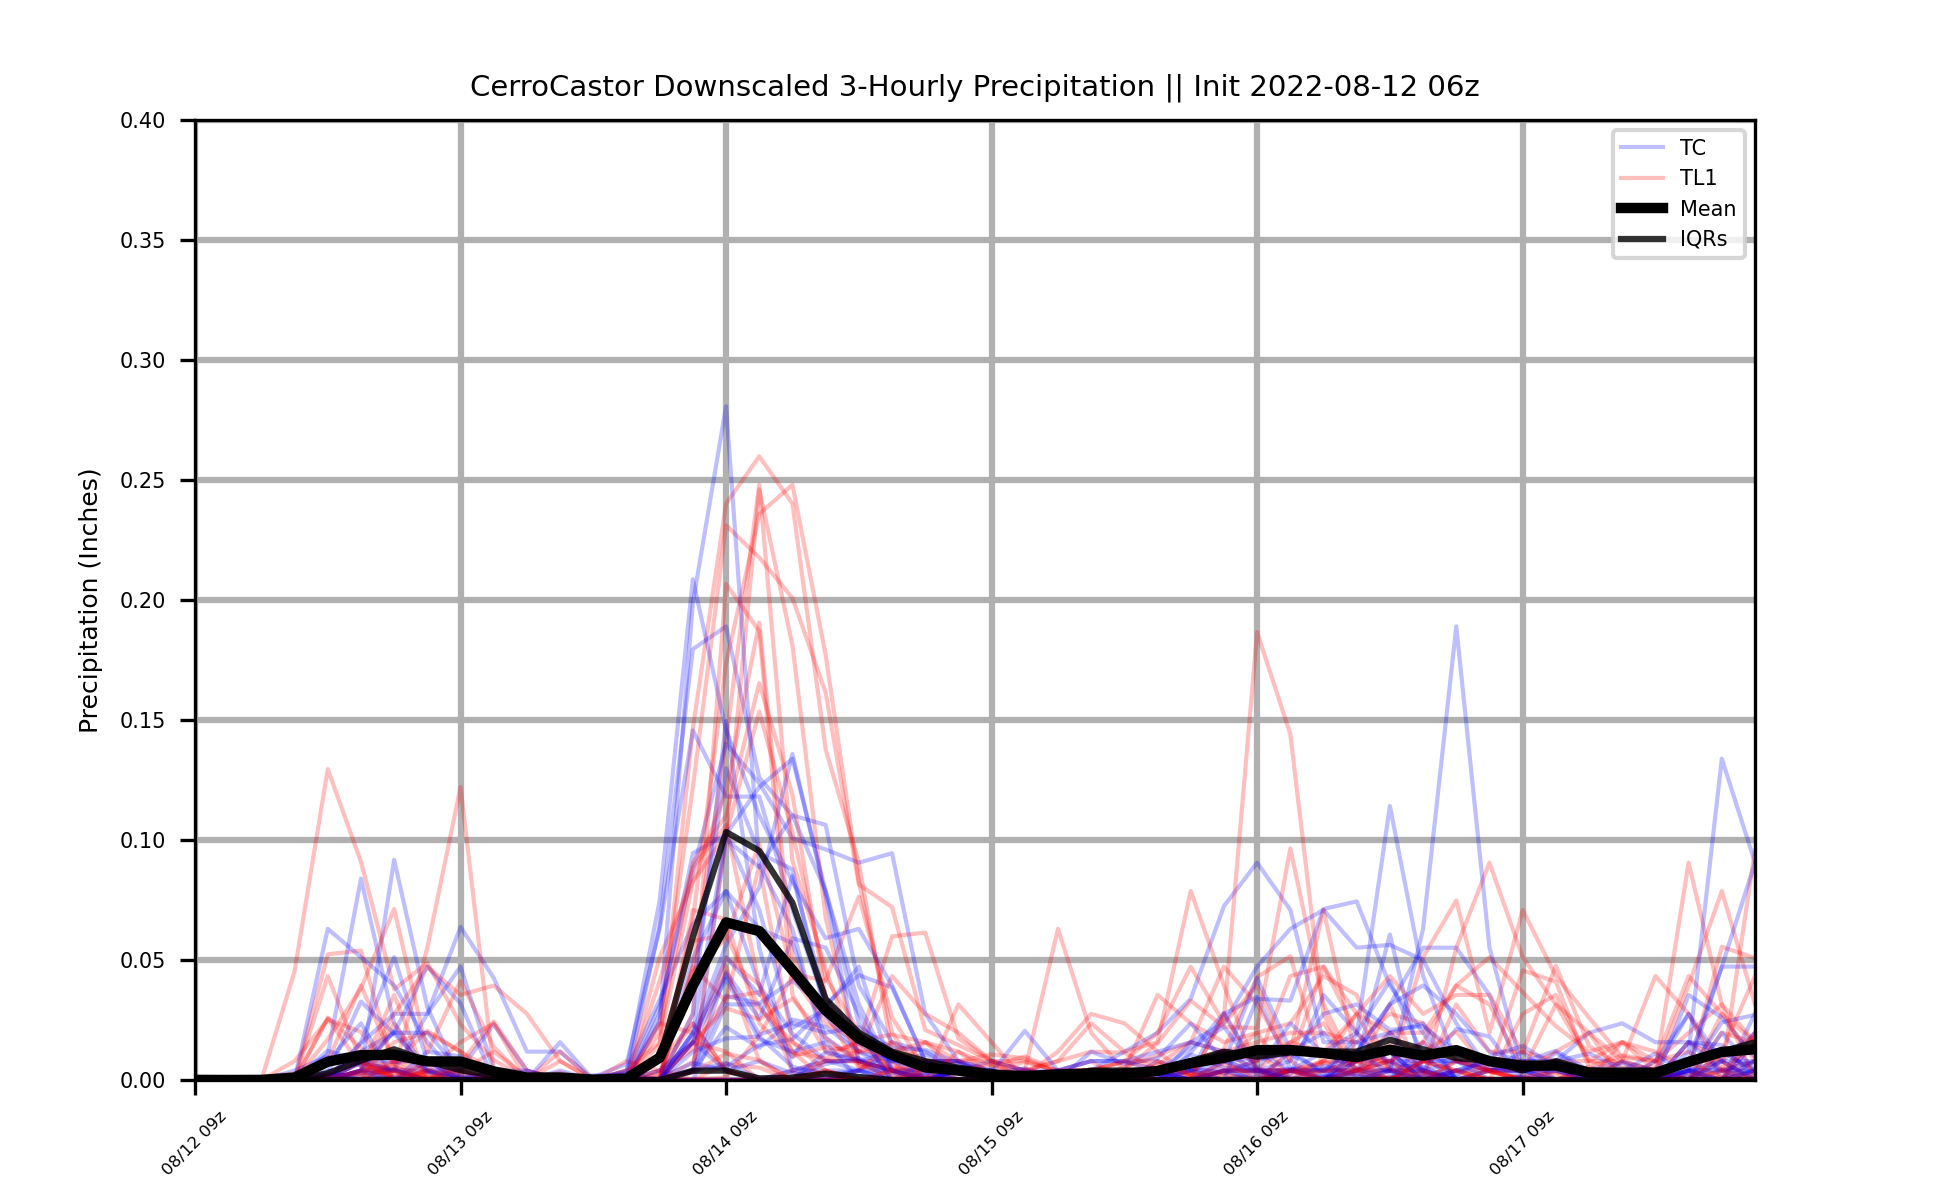 CerroCastor Downscaled 3-Hourly Precipitation || Init 2022-08-12 06z
TC
TL1
Mean
IQRs
Precipitation (Inches)
0.40
0.35
0.30
0.25
0.20
0.15
0.10
0.05
0.00
08/12 09z
08/13 09z
08/14 09z
08/15 09z
08/16 09z
08/17 09z